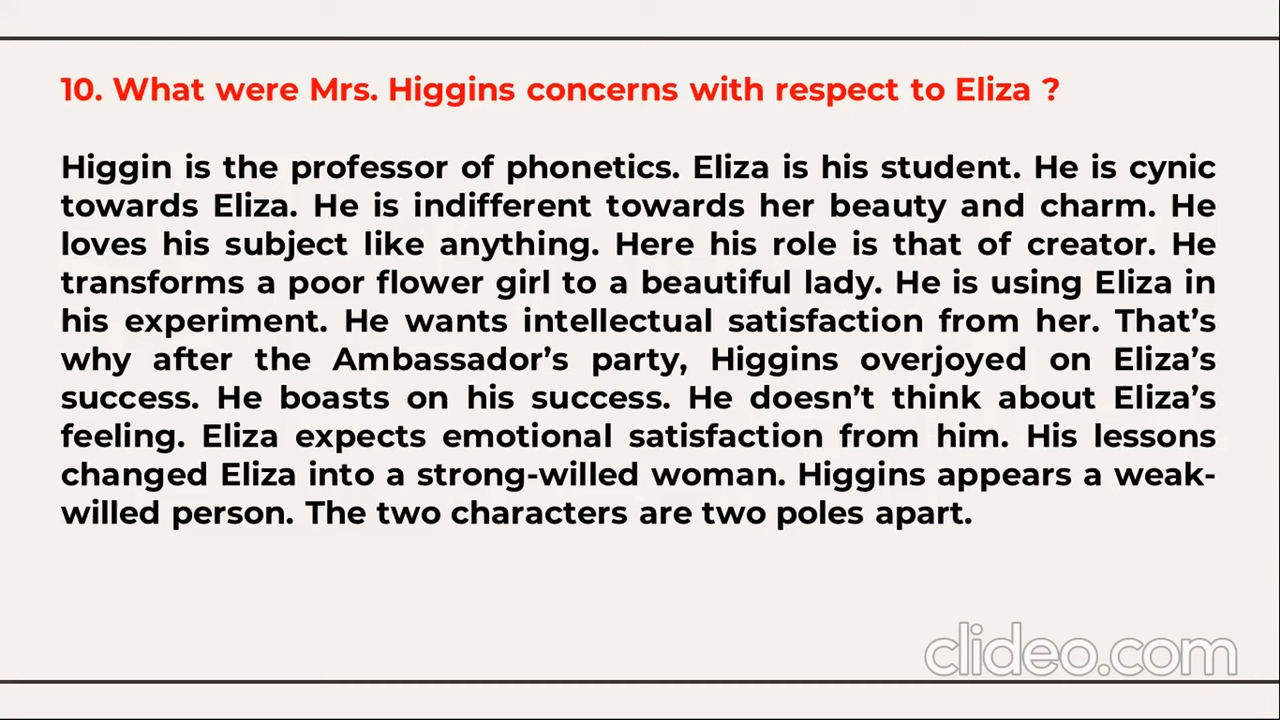 10. What were Mrs. Higgins concerns with respect to Eliza ?
Higgin is the professor of phonetics. Eliza is his student. He is cynic
towards Eliza. He is indifferent towards her beauty and charm. He
loves his subject like anything. Here his role is that of creator. He
transforms a poor flower girl to a beautiful lady. He is using Eliza in
his experiment. He wants intellectual satisfaction from her. That’s
why after the Ambassador’s party, Higgins overjoyed on Eliza’s
success. He boasts on his success. He doesn’t think about Eliza’s
feeling. Eliza expects emotional satisfaction from him. His lessons
changed Eliza into a strong-willed woman. Higgins appears a weak-
willed person. The two characters are two poles apart.
clideo.com